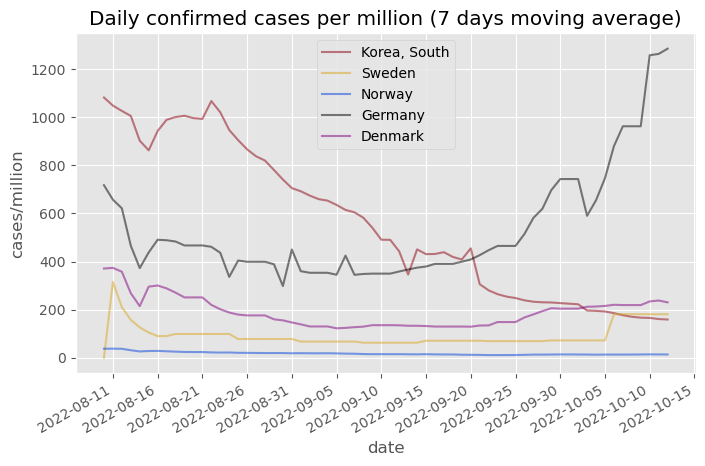 Daily confirmed cases per million (7 days moving average)
Korea, South
Sweden
Norway
Germany
Denmark
cases/million
1200
1000
800
600
400
200
0
2022-08-11
2022-08-16
2022-08-21
2022-08-26
2022-08-31
2022-09-05
2022-09-10
2022-09-15
2022-09-20
2022-09-25
2022-09-30
2022-10-05
2022-10-10
2022-10-15
date